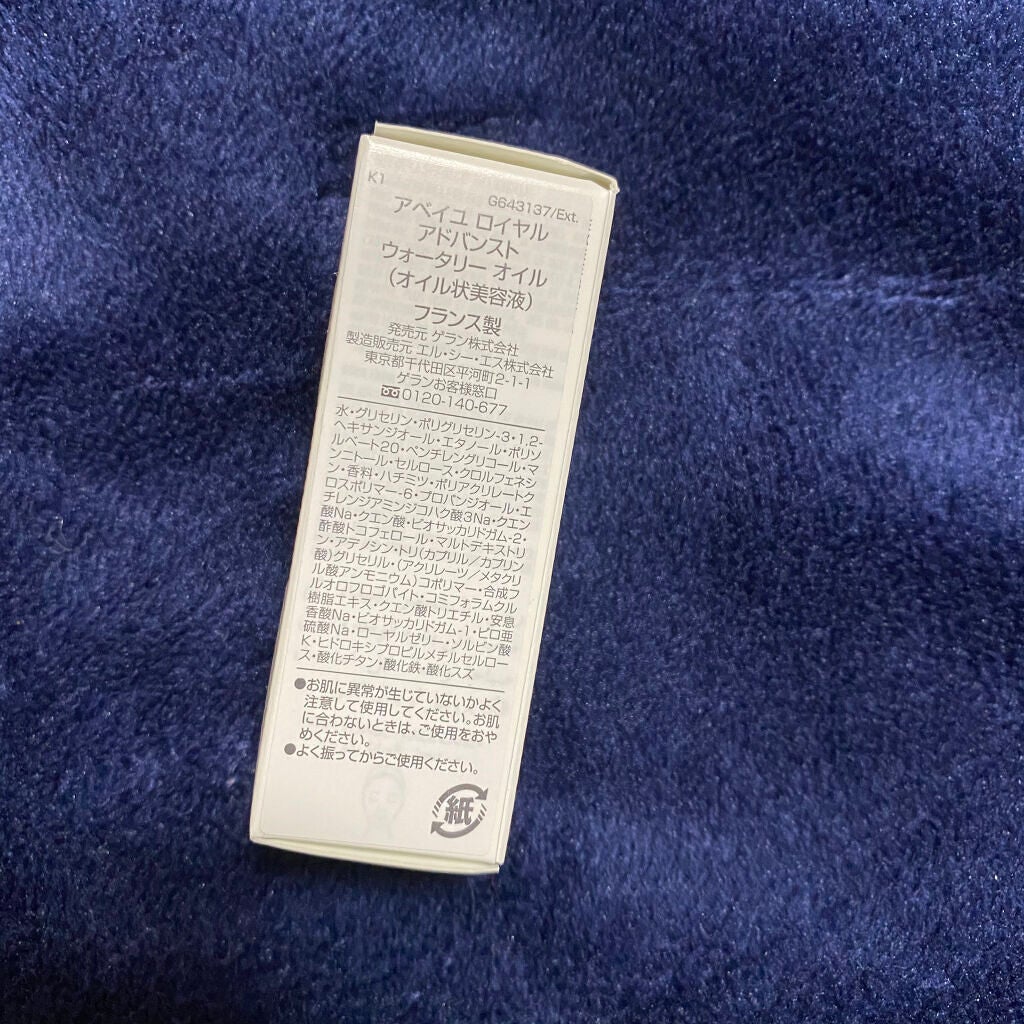 K1
G643137/Ext.
アベイユ ロイヤル
アドバンスト
ウォータリー オイル
(オイル状美容液)
フランス製
発売元 ゲラン株式会社
製造販売元 エル・シー・エス株式会社
東京都千代田区平河町2-1-1
ゲランお客様窓口
0120-140-677
水・グリセリン・ポリグリセリン-3・1,2-
ヘキサンジオール・エタノール・ポリソ
ルベート20・ペンチレングリコール・マ
ンニトール・セルロース・クロルフェネシ
ン・香料・ハチミツ・ポリアクリレートク
ロスポリマー-6・プロパンジオール・エ
チレンジアミンジコハク酸3Na・クエン
酸Na・クエン酸・ビオサッカリドガム-2・
酢酸トコフェロール・マルトデキストリ
ン・アデノシン・トリ(カプリル/カプリン
酸)グリセリル・(アクリレーツ/メタクリ
ル酸アンモニウム)コポリマー・合成フ
ルオロフロゴパイト・コミフォラムクル
樹脂エキス・クエン酸トリエチル・安息
香酸Na・ビオサッカリドガム-1・ピロ亜
硫酸Na・ローヤルゼリー・ソルビン酸
K・ヒドロキシプロピルメチルセルロー
ス・酸化チタン・酸化鉄・酸化スズ
●お肌に異常が生じていないかよく
注意して使用してください。お肌
に合わないときは、ご使用をおや
めください。
●よく振ってからご使用ください。
紙